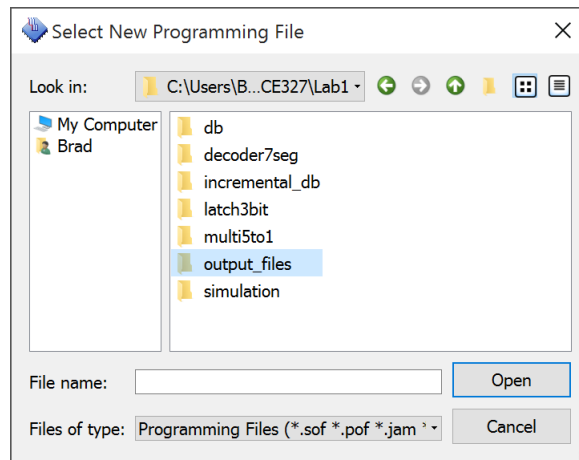 Select New Programming File
Look in: C:\Users\B...CE327\Lab1
My Computer
Brad
db
decoder7seg
incremental_db
latch3bit
multi5to1
output_files
simulation
File name: Open
Files of type: Programming Files (*.sof *.pof *.jam Cancel